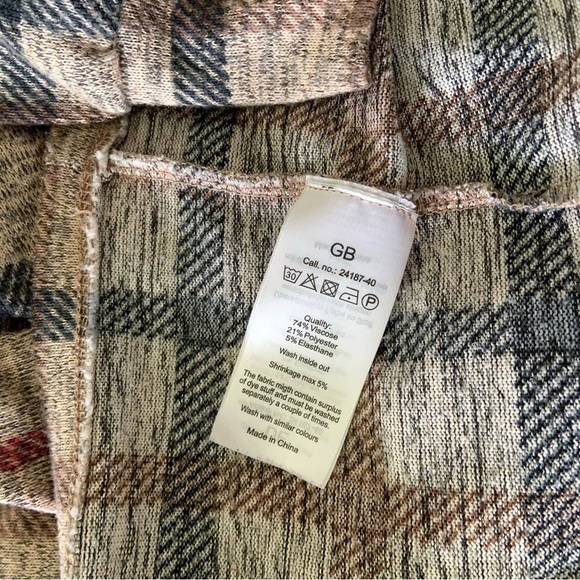 GB
Call. no.: 24187-40
30 P
Quality:
74% Viscose
21% Polyester
5% Elasthane
Wash inside out
Shrinkage max 5%
The fabric migth contain surplus
of dye stuff and must be washed
separately a couple of times.
Wash with similar colours
Made in China